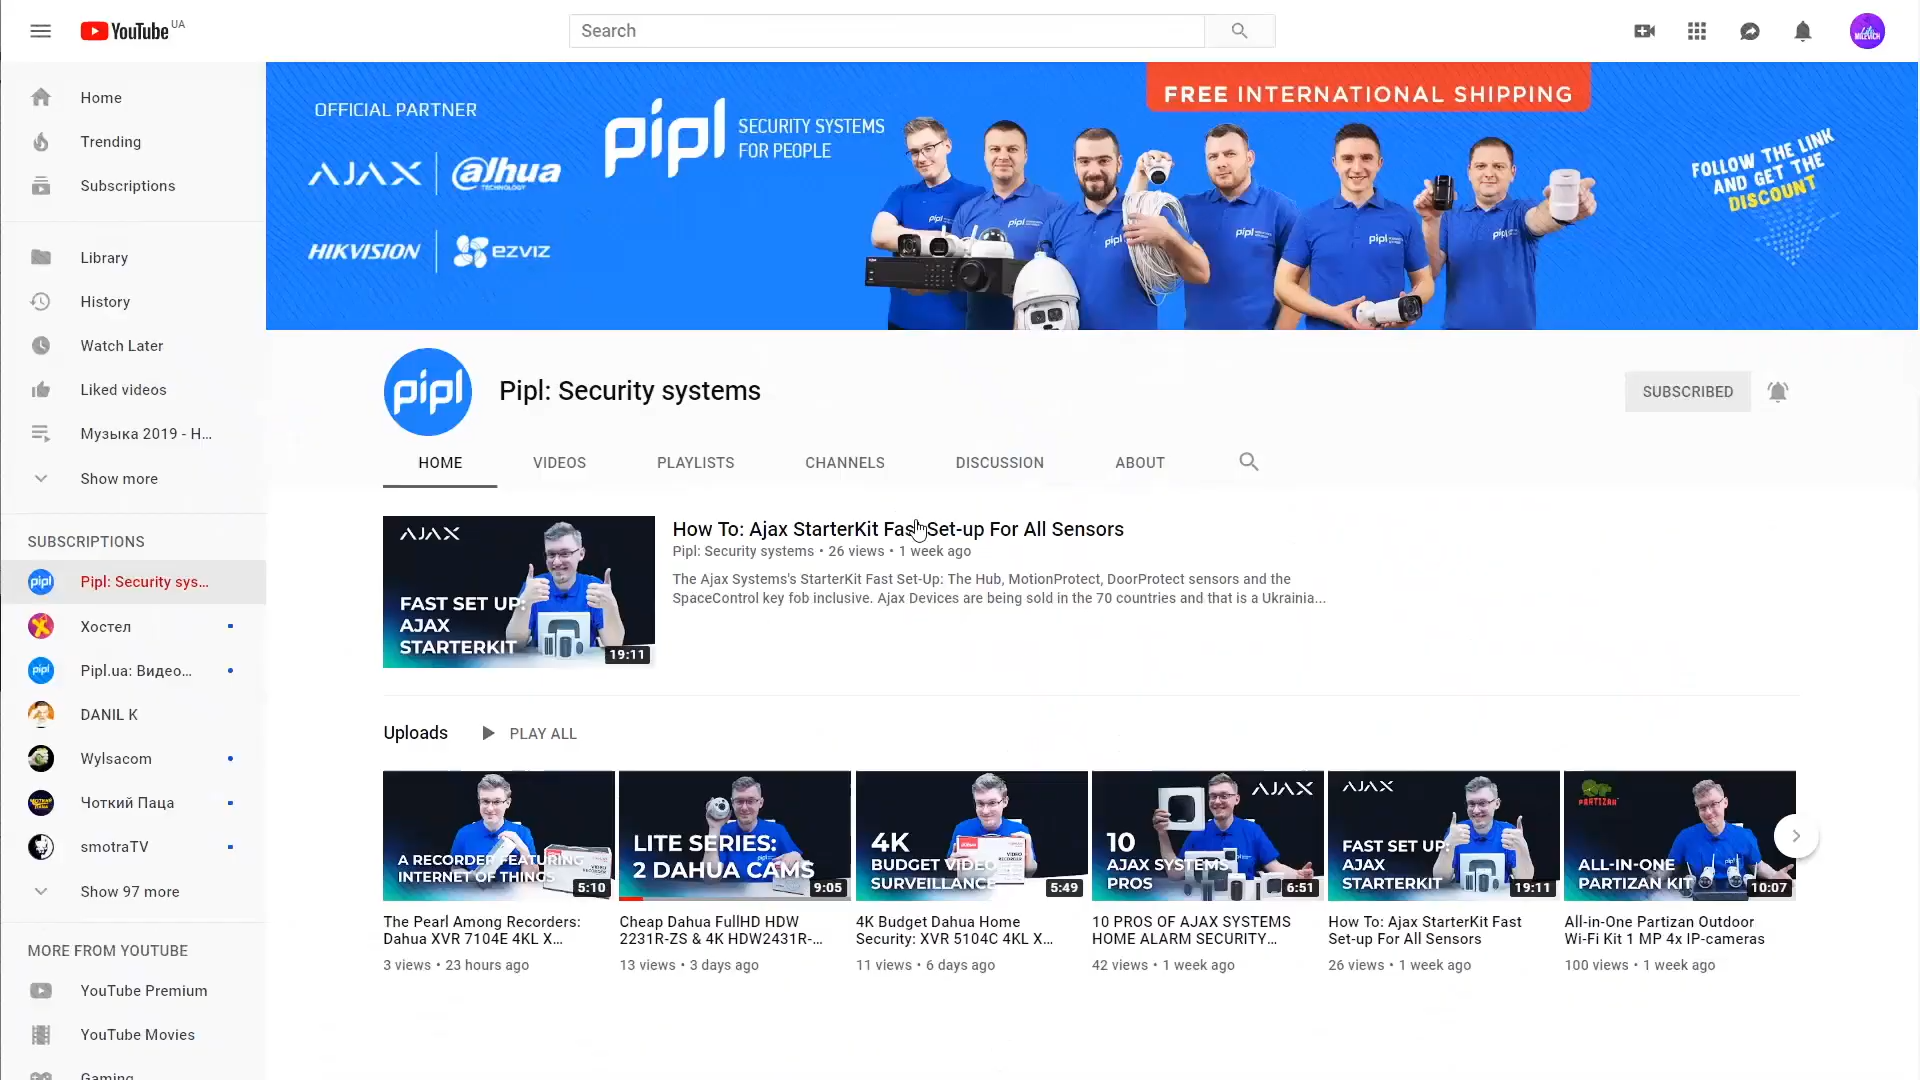 YouTube UA
Search
Home
Trending
Subscriptions
Library
History
Watch Later
Liked videos
Музыка 2019 - Н...
Show more
SUBSCRIPTIONS
Pipl: Security sys...
Хостел
Pipl.ua: Видео...
DANIL K
Wylsacom
Чоткий Паца
smotraTV
Show 97 more
MORE FROM YOUTUBE
YouTube Premium
YouTube Movies
Gaming
OFFICIAL PARTNER
AJAX
alhua
TECHNOLOGY
HIKVISION
ezviz
pipl
SECURITY SYSTEMS
FOR PEOPLE
FREE INTERNATIONAL SHIPPING
FOLLOW THE LINK
AND GET THE
DISCOUNT
pipl
pipl
pipl
pipl
pipl
pipl
pipl
Pipl: Security systems
SUBSCRIBED
HOME
VIDEOS
PLAYLISTS
CHANNELS
DISCUSSION
ABOUT
AJAX
FAST SET UP:
AJAX
STARTERKIT
19:11
How To: Ajax StarterKit Fast Set-up For All Sensors
Pipl: Security systems • 26 views • 1 week ago
The Ajax Systems's StarterKit Fast Set-Up: The Hub, MotionProtect, DoorProtect sensors and the
SpaceControl key fob inclusive. Ajax Devices are being sold in the 70 countries and that is a Ukrainia...
Uploads
PLAY ALL
A RECORDER FEATURING
INTERNET OF THINGS
5:10
The Pearl Among Recorders:
Dahua XVR 7104E 4KL X...
3 views • 23 hours ago
LITE SERIES:
2 DAHUA CAMS
9:05
Cheap Dahua FullHD HDW
2231R-ZS & 4K HDW2431R-...
13 views • 3 days ago
4K
BUDGET VIDEO
SURVEILLANCE
5:49
4K Budget Dahua Home
Security: XVR 5104C 4KL X...
11 views • 6 days ago
AJAX
10
AJAX SYSTEMS
PROS
6:51
10 PROS OF AJAX SYSTEMS
HOME ALARM SECURITY...
42 views • 1 week ago
AJAX
FAST SET UP:
AJAX
STARTERKIT
19:11
How To: Ajax StarterKit Fast
Set-up For All Sensors
26 views • 1 week ago
PARTIZAN
ALL-IN-ONE
PARTIZAN KIT
10:07
All-in-One Partizan Outdoor
Wi-Fi Kit 1 MP 4x IP-cameras
100 views • 1 week ago